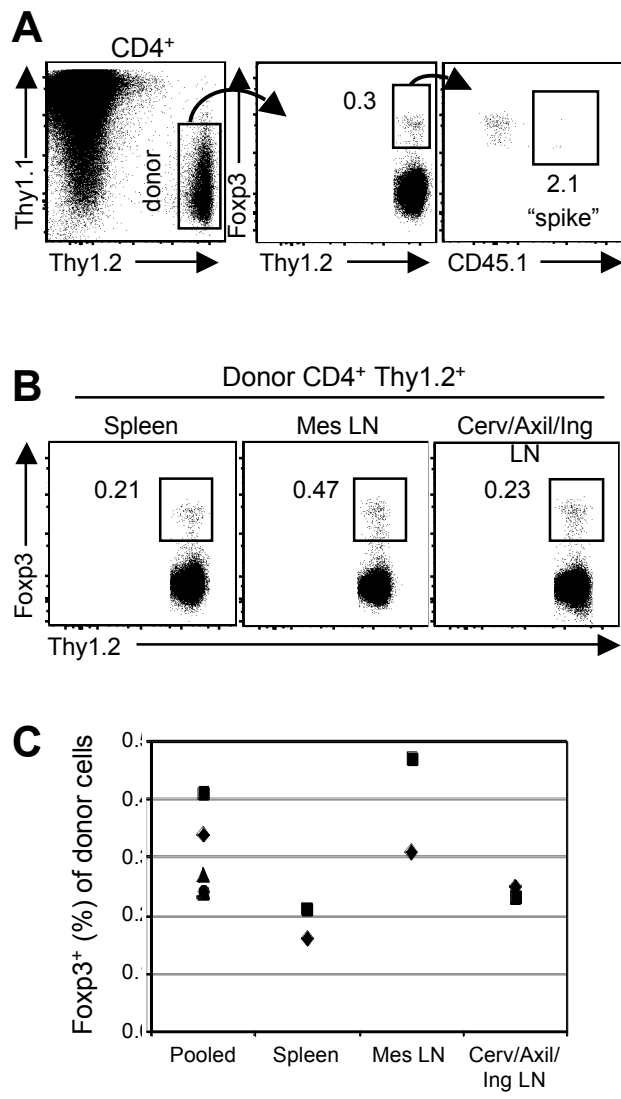 A
CD4⁺
Thy1.1
donor
Thy1.2
0.3
Foxp3
Thy1.2
2.1
“spike”
CD45.1
B
Donor CD4⁺ Thy1.2⁺
Spleen
Mes LN
Cerv/Axil/Ing
LN
0.21
0.47
0.23
Foxp3
Thy1.2
C
Foxp3⁺ (%) of donor cells
Pooled
Spleen
Mes LN
Cerv/Axil/
Ing LN